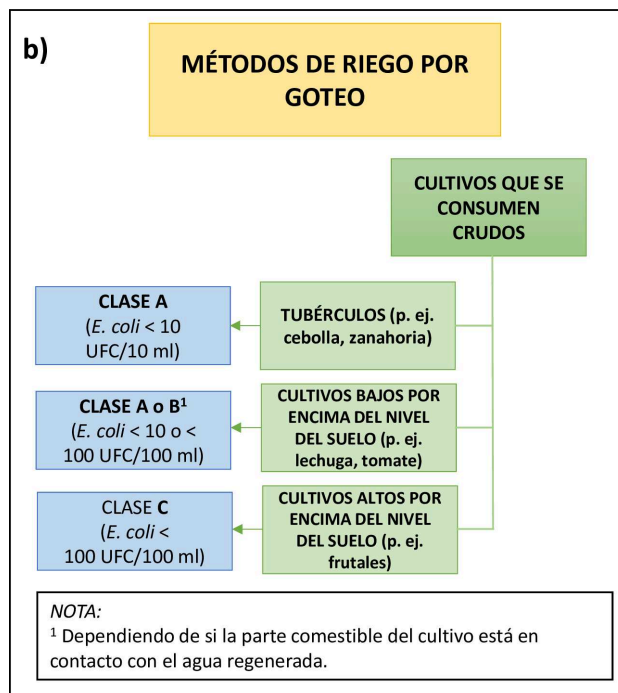 b)
MÉTODOS DE RIEGO POR
GOTEO
CULTIVOS QUE SE
CONSUMEN
CRUDOS
CLASE A
(E. coli < 10
UFC/10 ml)
TUBÉRCULOS (p. ej.
cebolla, zanahoria)
CLASE A o B¹
(E. coli < 10 o <
100 UFC/100 ml)
CULTIVOS BAJOS POR
ENCIMA DEL NIVEL
DEL SUELO (p. ej.
lechuga, tomate)
CLASE C
(E. coli <
100 UFC/100 ml)
CULTIVOS ALTOS POR
ENCIMA DEL NIVEL
DEL SUELO (p. ej.
frutales)
NOTA:
¹ Dependiendo de si la parte comestible del cultivo está en
contacto con el agua regenerada.